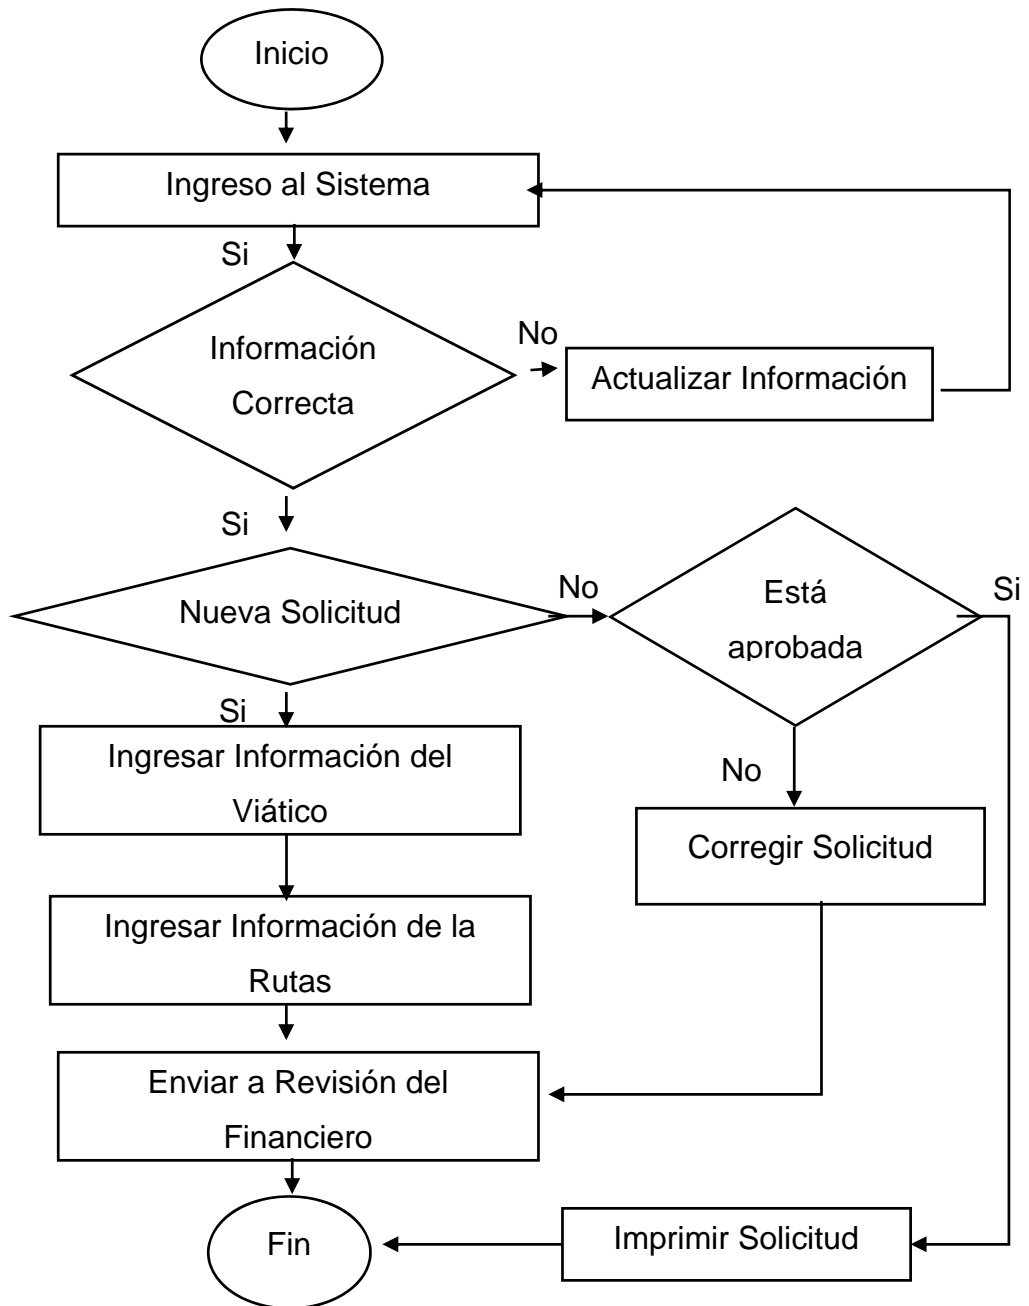 Inicio
Ingreso al Sistema
Si
Información
Correcta
No
Actualizar Información
Si
Nueva Solicitud
No
Está
aprobada
Si
Si
Ingresar Información del
Viático
No
Corregir Solicitud
Ingresar Información de la
Rutas
Enviar a Revisión del
Financiero
Fin
Imprimir Solicitud